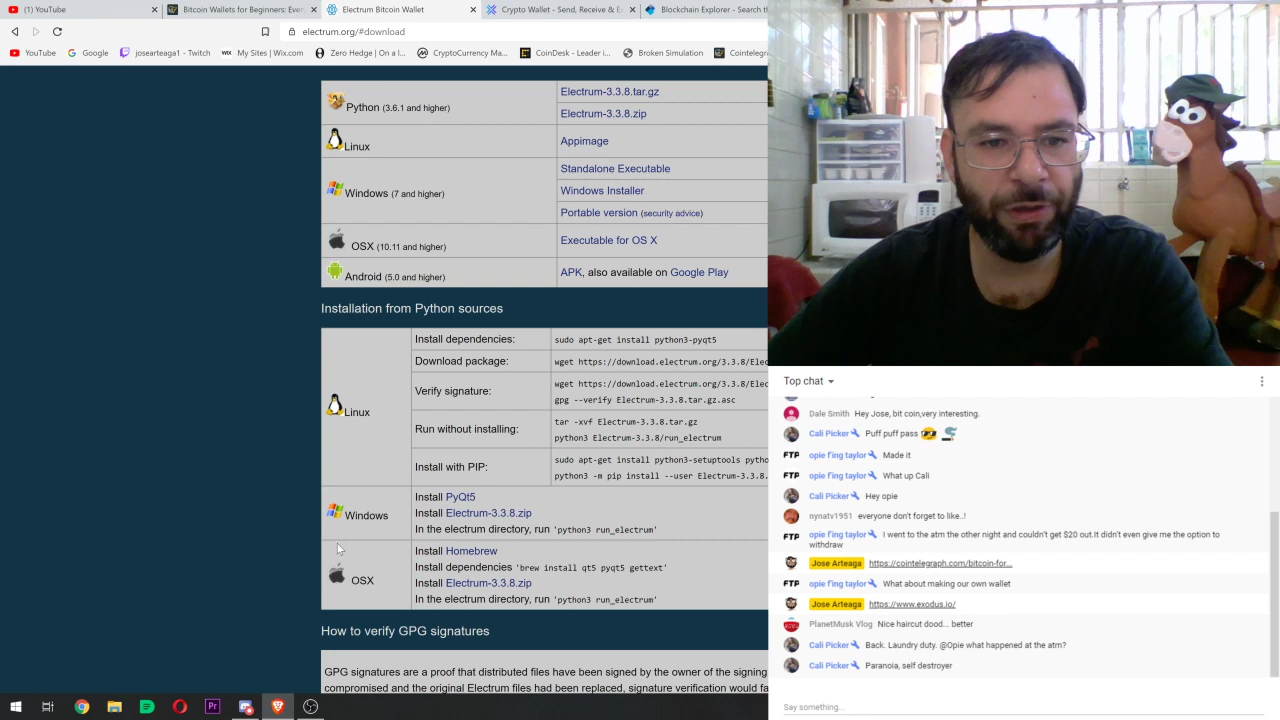 (1) YouTube
Bitcoin Wallets for Beginners: Ever
Electrum Bitcoin Wallet
Crypto Wallet - Send, Receive & E
Blockchain Explorer - Search th
electrum.org/#download
YouTube
Google
josearteaga1 - Twitch
WIX
My Sites | Wix.com
Zero Hedge | On a l...
CryptoCurrency Ma...
CoinDesk - Leader i...
Broken Simulation
Cointeleg
Python (3.6.1 and higher)
Electrum-3.3.8.tar.gz
Electrum-3.3.8.zip
Linux
Appimage
Windows (7 and higher)
Standalone Executable
Windows Installer
Portable version (security advice)
OSX (10.11 and higher)
Executable for OS X
Android (5.0 and higher)
APK, also available on Google Play
Installation from Python sources
Linux
Install dependencies:
sudo apt-get install python3-pyqt5
Download package:
wget https://download.electrum.org/3.3.8/Elec
Verify signature:
wget https://download.electrum.org/3.3.8/Elec
gpg --verify Electrum-3.3.8.tar.gz.asc
Run without installing:
tar -xvf Electrum-3.3.8.tar.gz
python3 Electrum-3.3.8/run_electrum
Install with PIP:
sudo apt-get install python3-setuptools pytho
python3 -m pip install --user Electrum-3.3.8.
Windows
Install PyQt5
Install Electrum-3.3.8.zip
In the electrum directory, run 'python3 run_electrum'
OSX
Install Homebrew
Install dependencies 'brew install qt5 pyqt5 gettext'
In the electrum directory, run 'python3 run_electrum'
How to verify GPG signatures
GPG signatures are a proof that distributed files have been signed by the owner of the signi
compromised and the original Electrum files had been replaced, signature verification would fa
Pr
Top chat
Dale Smith Hey Jose, bit coin,very interesting.
Cali Picker Puff puff pass
FTP opie f'ing taylor Made it
FTP opie f'ing taylor What up Cali
Cali Picker Hey opie
nynatv1951 everyone don't forget to like..!
FTP opie f'ing taylor I went to the atm the other night and couldn't get $20 out.It didn't even give me the option to
withdraw
Jose Arteaga https://cointelegraph.com/bitcoin-for...
FTP opie f'ing taylor What about making our own wallet
Jose Arteaga https://www.exodus.io/
PlanetMusk Vlog Nice haircut dood... better
Cali Picker Back. Laundry duty. @Opie what happened at the atm?
Cali Picker Paranoia, self destroyer
Say something...